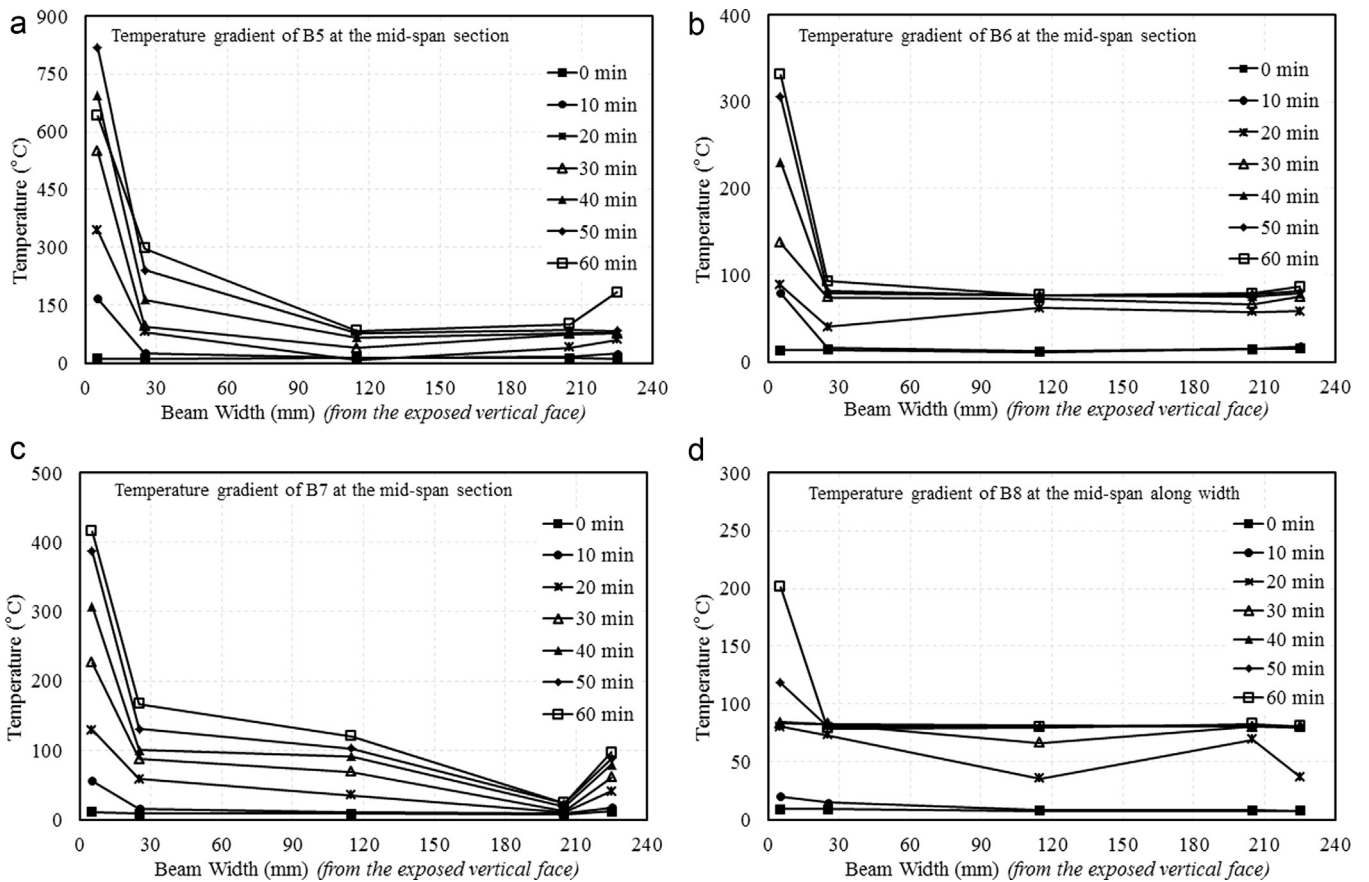 a
Temperature gradient of B5 at the mid-span section
900
750
600
450
300
150
0
Temperature (°C)
0 min
10 min
20 min
30 min
40 min
50 min
60 min
0 30 60 90 120 150 180 210 240
Beam Width (mm) (from the exposed vertical face)
b
Temperature gradient of B6 at the mid-span section
400
300
200
100
0
Temperature (°C)
0 min
10 min
20 min
30 min
40 min
50 min
60 min
0 30 60 90 120 150 180 210 240
Beam Width (mm) (from the exposed vertical face)
c
Temperature gradient of B7 at the mid-span section
500
400
300
200
100
0
Temperature (°C)
0 min
10 min
20 min
30 min
40 min
50 min
60 min
0 30 60 90 120 150 180 210 240
Beam Width (mm) (from the exposed vertical face)
d
Temperature gradient of B8 at the mid-span along width
300
250
200
150
100
50
0
Temperature (°C)
0 min
10 min
20 min
30 min
40 min
50 min
60 min
0 30 60 90 120 150 180 210 240
Beam Width (mm) (from the exposed vertical face)